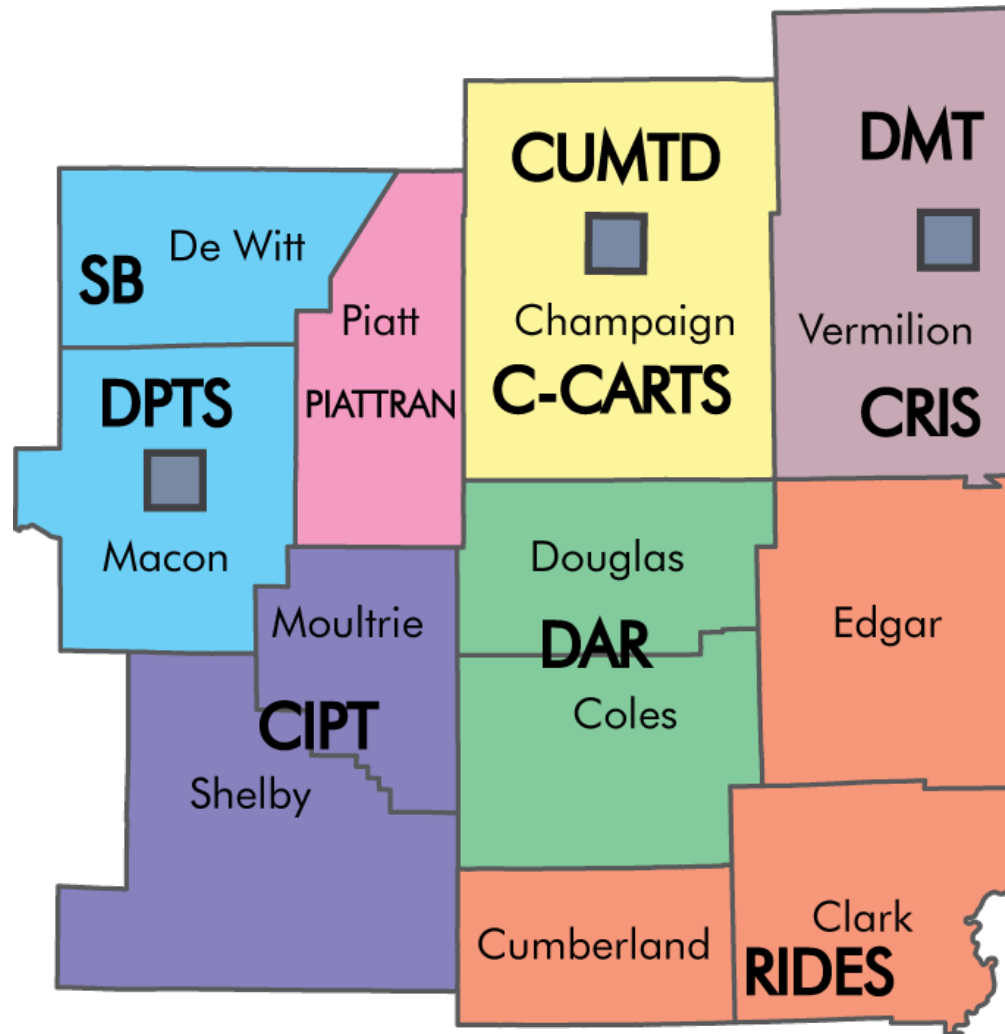 DMT
CUMTD
De Witt
SB
Piatt
Champaign
Vermilion
DPTS
PIATTRAN
C-CARTS
CRIS
Macon
Douglas
Moultrie
Edgar
DAR
Coles
CIPT
Shelby
Clark
Cumberland
RIDES